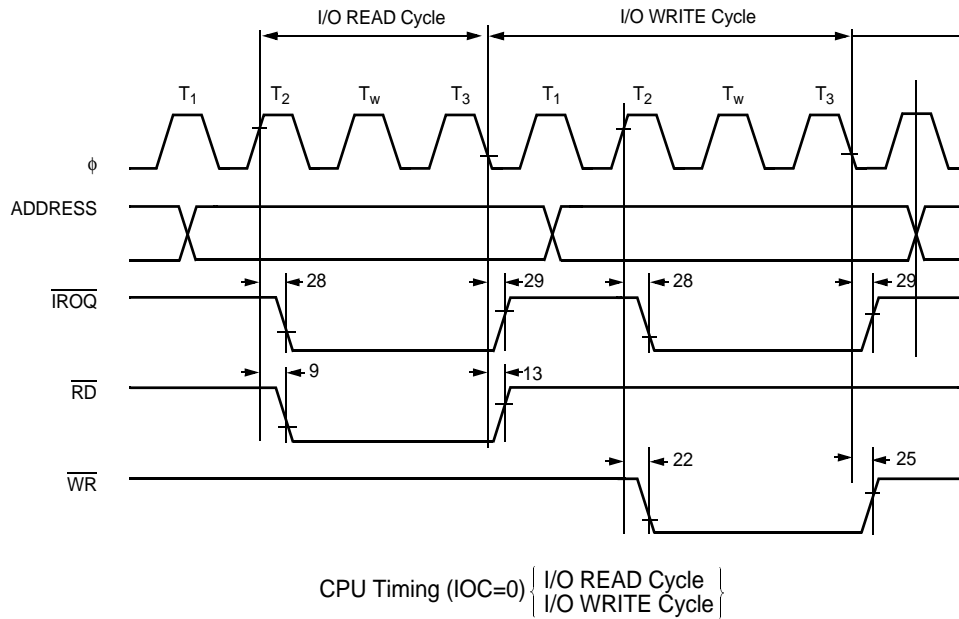 I/O READ Cycle I/O WRITE Cycle
T1 T2 Tw T3 T1 T2 Tw T3
ϕ
ADDRESS
28 29 28 29
IROQ
9 13
RD
22 25
WR
CPU Timing (IOC=0) { I/O READ Cycle
I/O WRITE Cycle }